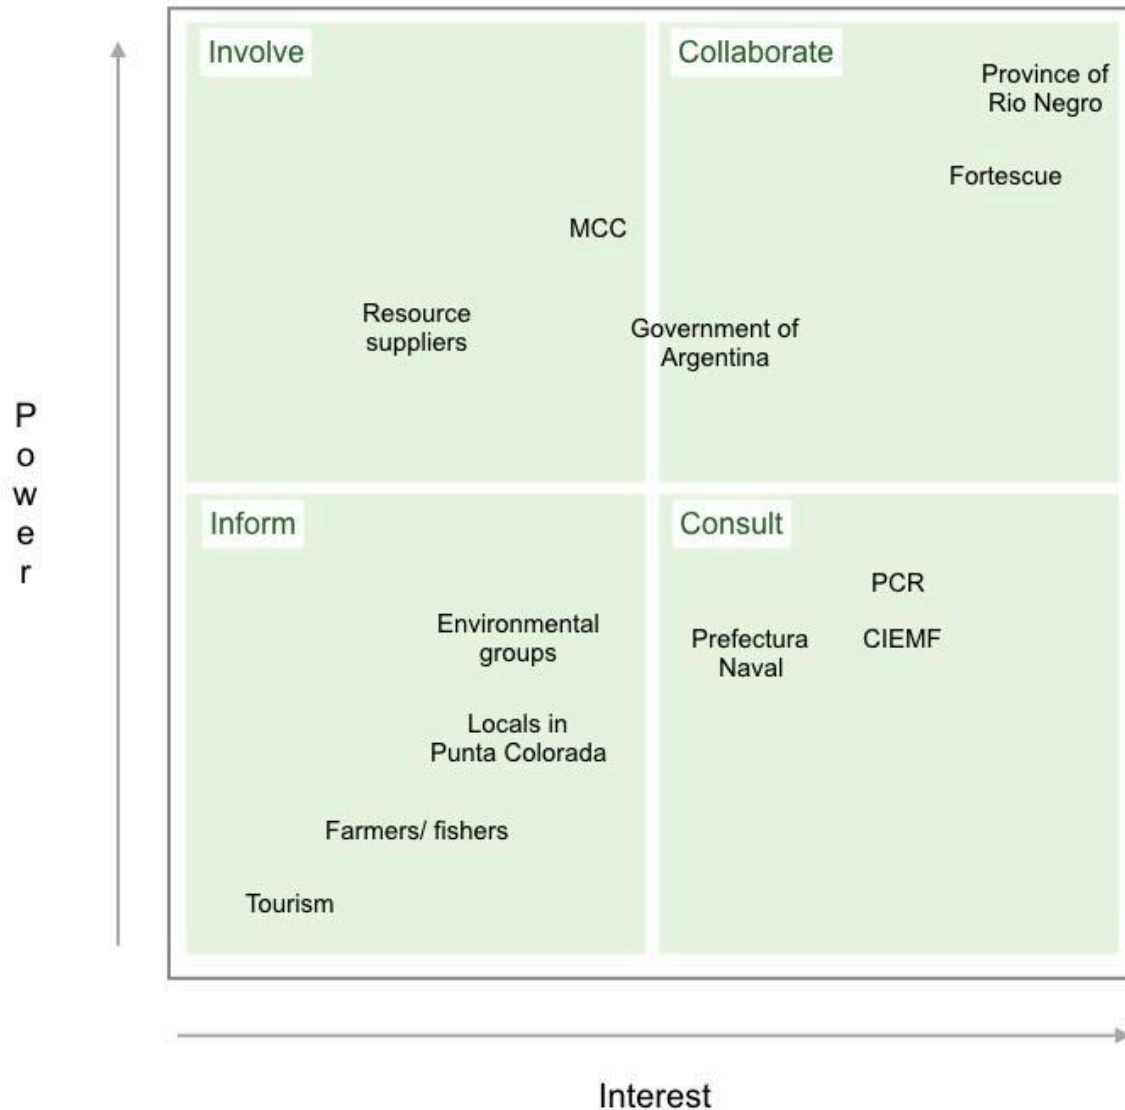 Involve
Collaborate
Province of
Rio Negro
Fortescue
MCC
Resource
suppliers
Government of
Argentina
Power
Inform
Consult
PCR
Environmental
groups
Prefectura
Naval
CIEMF
Locals in
Punta Colorada
Farmers/ fishers
Tourism
Interest